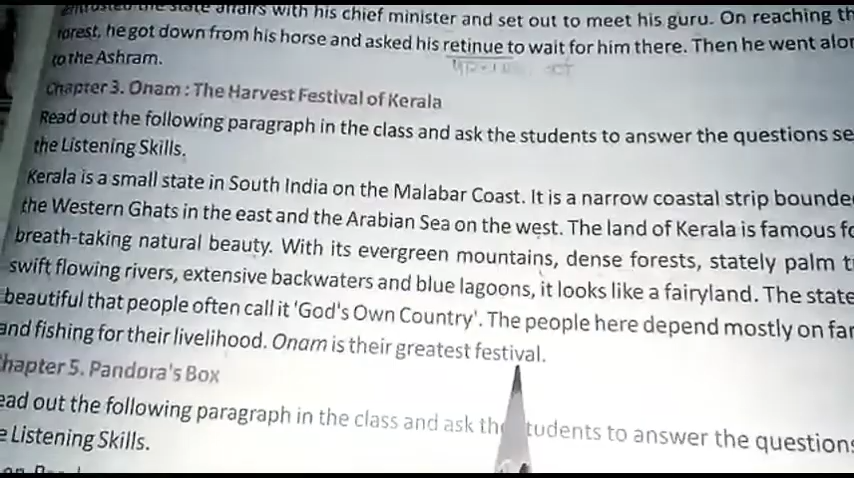 entrusted the state affairs with his chief minister and set out to meet his guru. On reaching th
forest, he got down from his horse and asked his retinue to wait for him there. Then he went alon
to the Ashram.
Chapter 3. Onam : The Harvest Festival of Kerala
Read out the following paragraph in the class and ask the students to answer the questions se
the Listening Skills.
Kerala is a small state in South India on the Malabar Coast. It is a narrow coastal strip bounde
the Western Ghats in the east and the Arabian Sea on the west. The land of Kerala is famous fo
breath-taking natural beauty. With its evergreen mountains, dense forests, stately palm t
swift flowing rivers, extensive backwaters and blue lagoons, it looks like a fairyland. The state
beautiful that people often call it 'God's Own Country'. The people here depend mostly on far
and fishing for their livelihood. Onam is their greatest festival.
hapter 5. Pandora's Box
ead out the following paragraph in the class and ask the students to answer the questions
e Listening Skills.